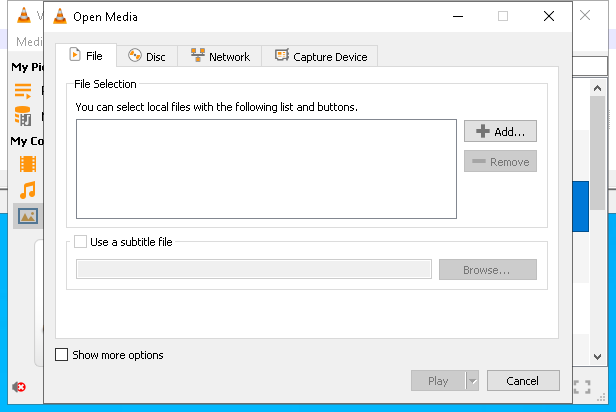 Open Media
Medi
File
Disc
Network
Capture Device
My Pi
File Selection
You can select local files with the following list and buttons.
Add...
Remove
My Co
Use a subtitle file
Browse...
Show more options
Play
Cancel